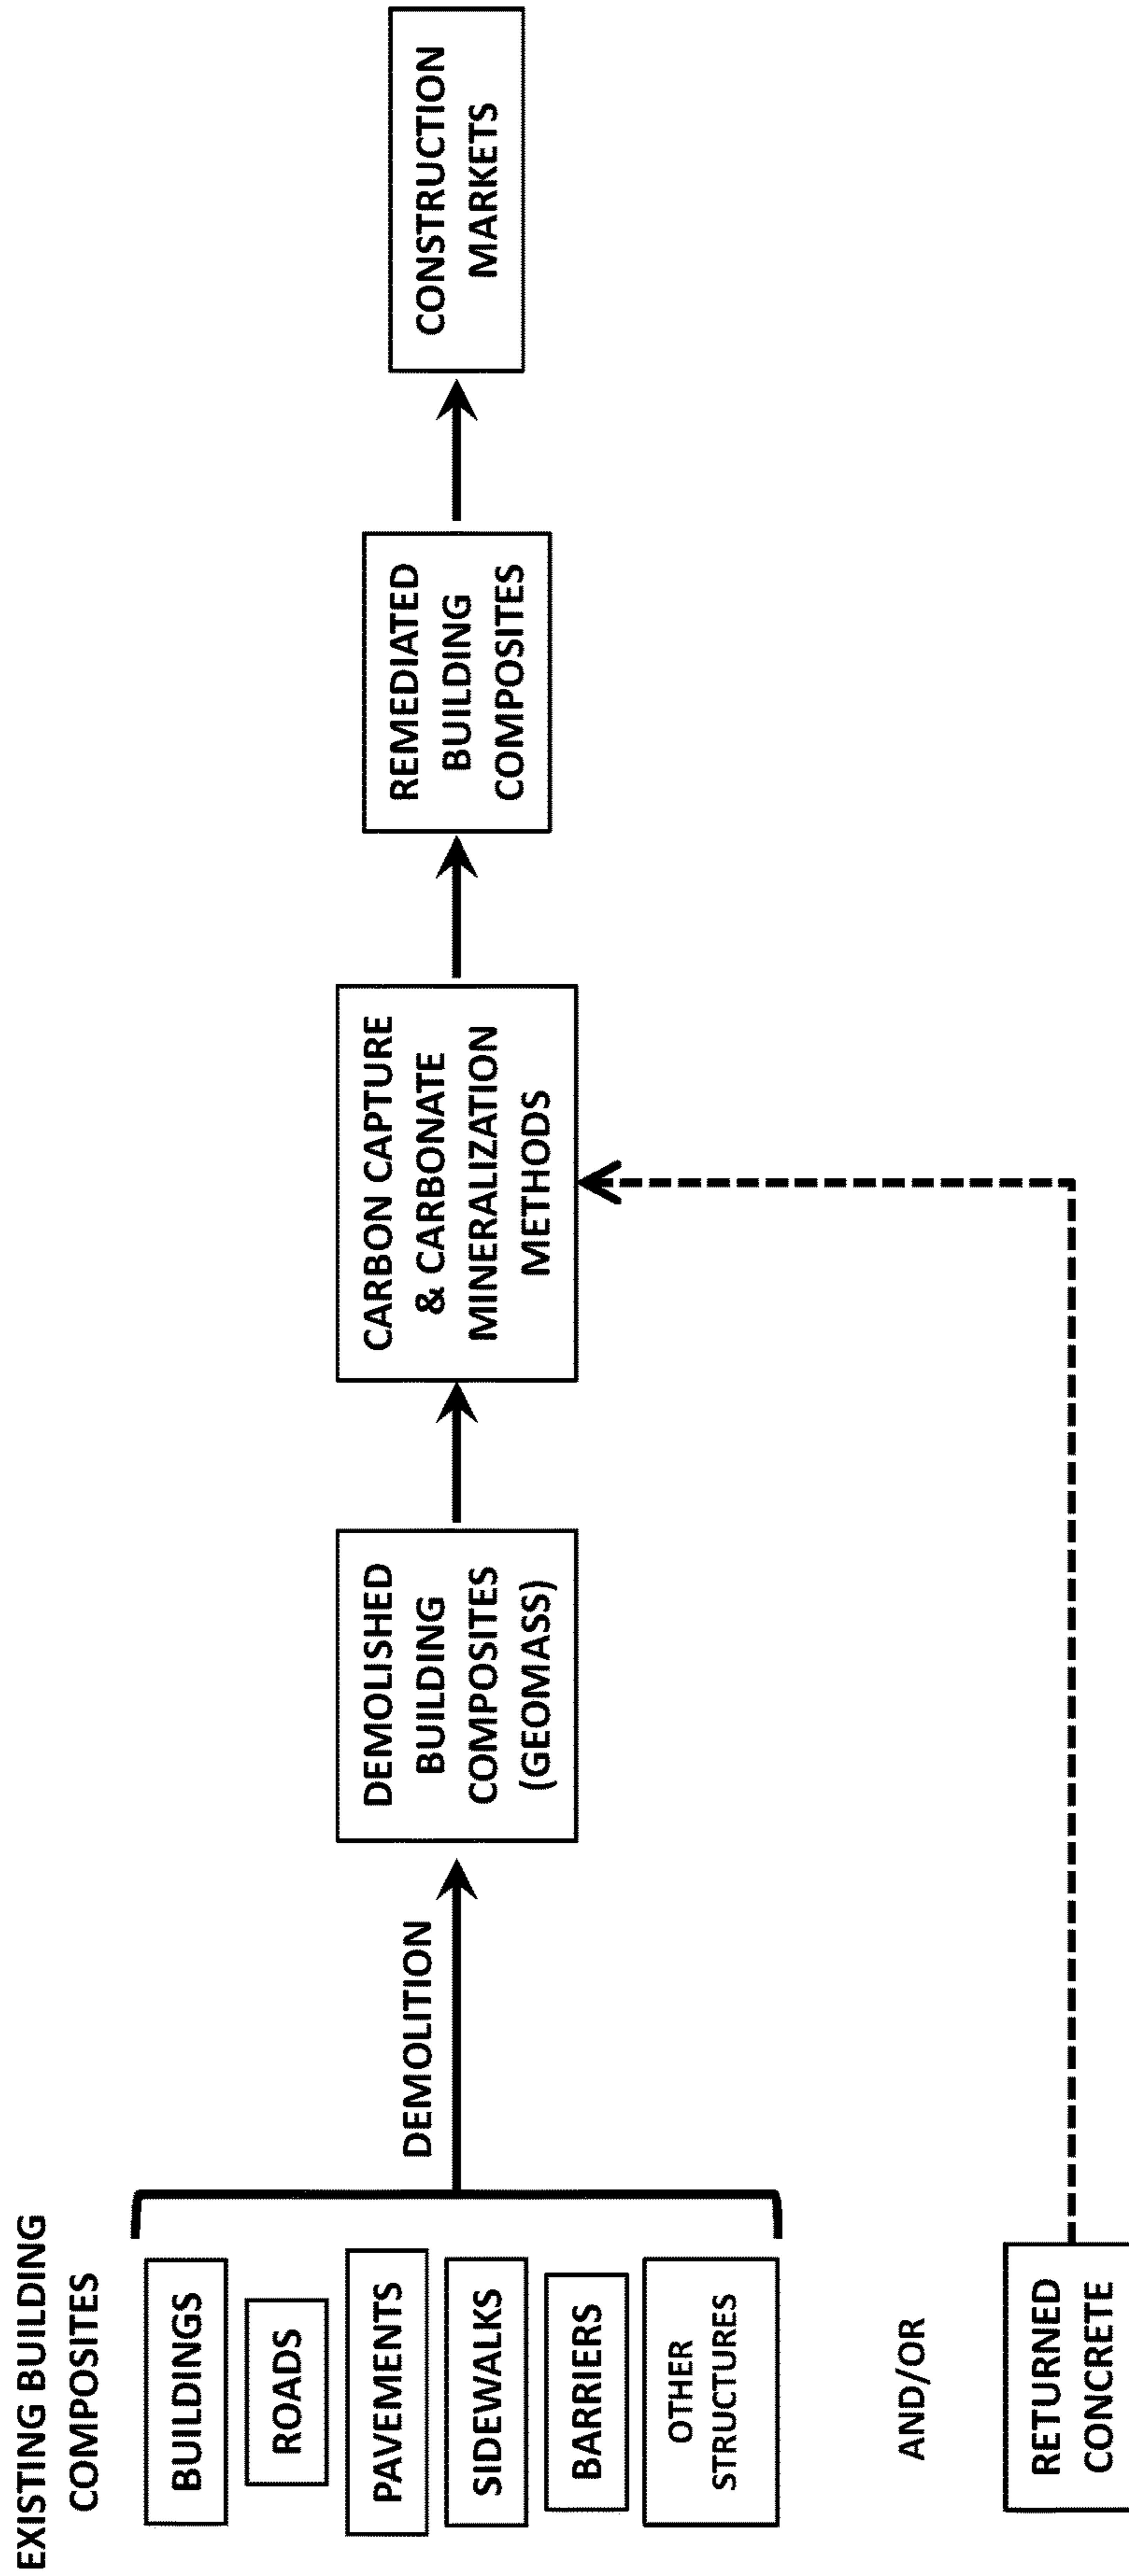 EXISTING BUILDING
COMPOSITES
BUILDINGS
ROADS
PAVEMENTS
SIDEWALKS
BARRIERS
OTHER
STRUCTURES
AND/OR
RETURNED
CONCRETE
DEMOLITION
DEMOLISHED
BUILDING
COMPOSITES
(GEOMASS)
CARBON CAPTURE
& CARBONATE
MINERALIZATION
METHODS
REMEDIATED
BUILDING
COMPOSITES
CONSTRUCTION
MARKETS